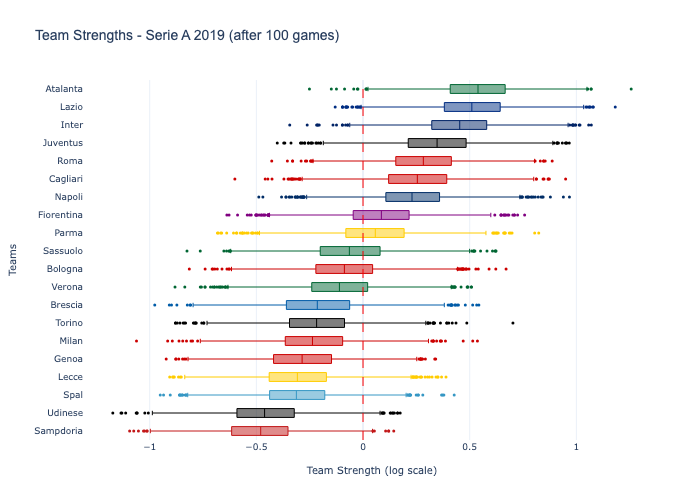 Team Strengths - Serie A 2019 (after 100 games)
Atalanta
Lazio
Inter
Juventus
Roma
Cagliari
Napoli
Fiorentina
Parma
Sassuolo
Bologna
Verona
Brescia
Torino
Milan
Genoa
Lecce
Spal
Udinese
Sampdoria
Teams
−1
−0.5
0
0.5
1
Team Strength (log scale)